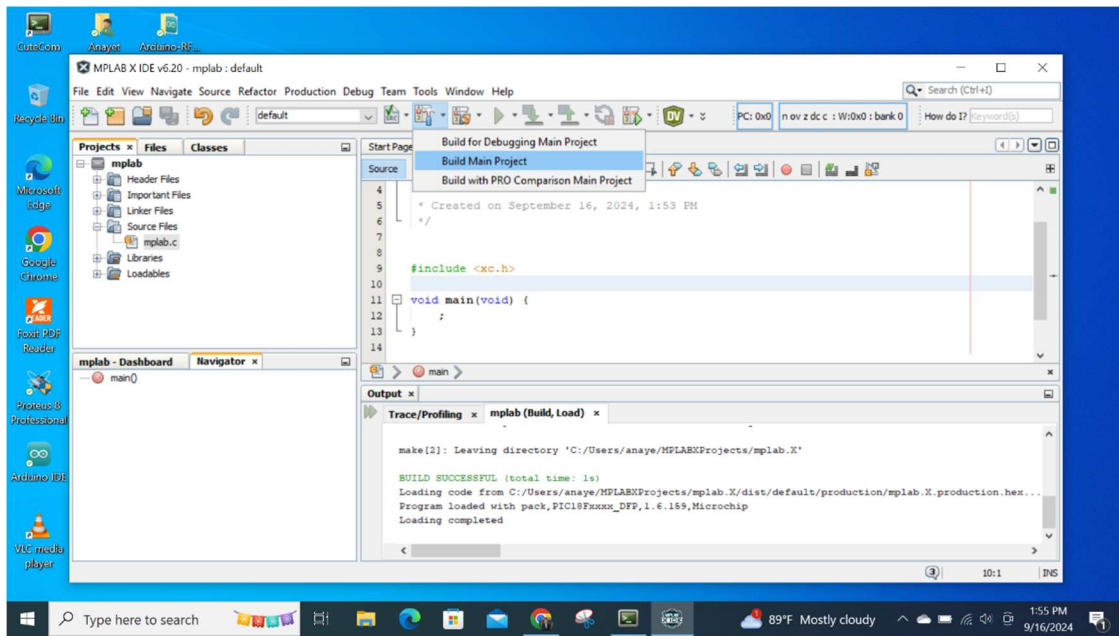 CuteCom
Anayet
Arduino-RF...
Recycle Bin
Microsoft
Edge
Google
Chrome
READER
Foxit PDF
Reader
Proteus 8
Professional
Arduino IDE
VLC media
player
MPLAB X IDE v6.20 - mplab : default
File Edit View Navigate Source Refactor Production Debug Team Tools Window Help
Search (Ctrl+I)
default
PC: 0x0
n ov z dc c : W:0x0 : bank 0
How do I?
Keyword(s)
Projects × Files Classes
mplab
Header Files
Important Files
Linker Files
Source Files
mplab.c
Libraries
Loadables
mplab - Dashboard Navigator ×
main()
Start Page
Source
Build for Debugging Main Project
Build Main Project
Build with PRO Comparison Main Project
4
5 * Created on September 16, 2024, 1:53 PM
6 */
7
8
9 #include <xc.h>
10
11 void main(void) {
12 ;
13 }
14
main
Output ×
Trace/Profiling × mplab (Build, Load) ×
make[2]: Leaving directory 'C:/Users/anaye/MPLABXProjects/mplab.X'
BUILD SUCCESSFUL (total time: 1s)
Loading code from C:/Users/anaye/MPLABXProjects/mplab.X/dist/default/production/mplab.X.production.hex...
Program loaded with pack,PIC18Fxxxx_DFP,1.6.159,Microchip
Loading completed
3
10:1
INS
Type here to search
89°F Mostly cloudy
1:55 PM
9/16/2024